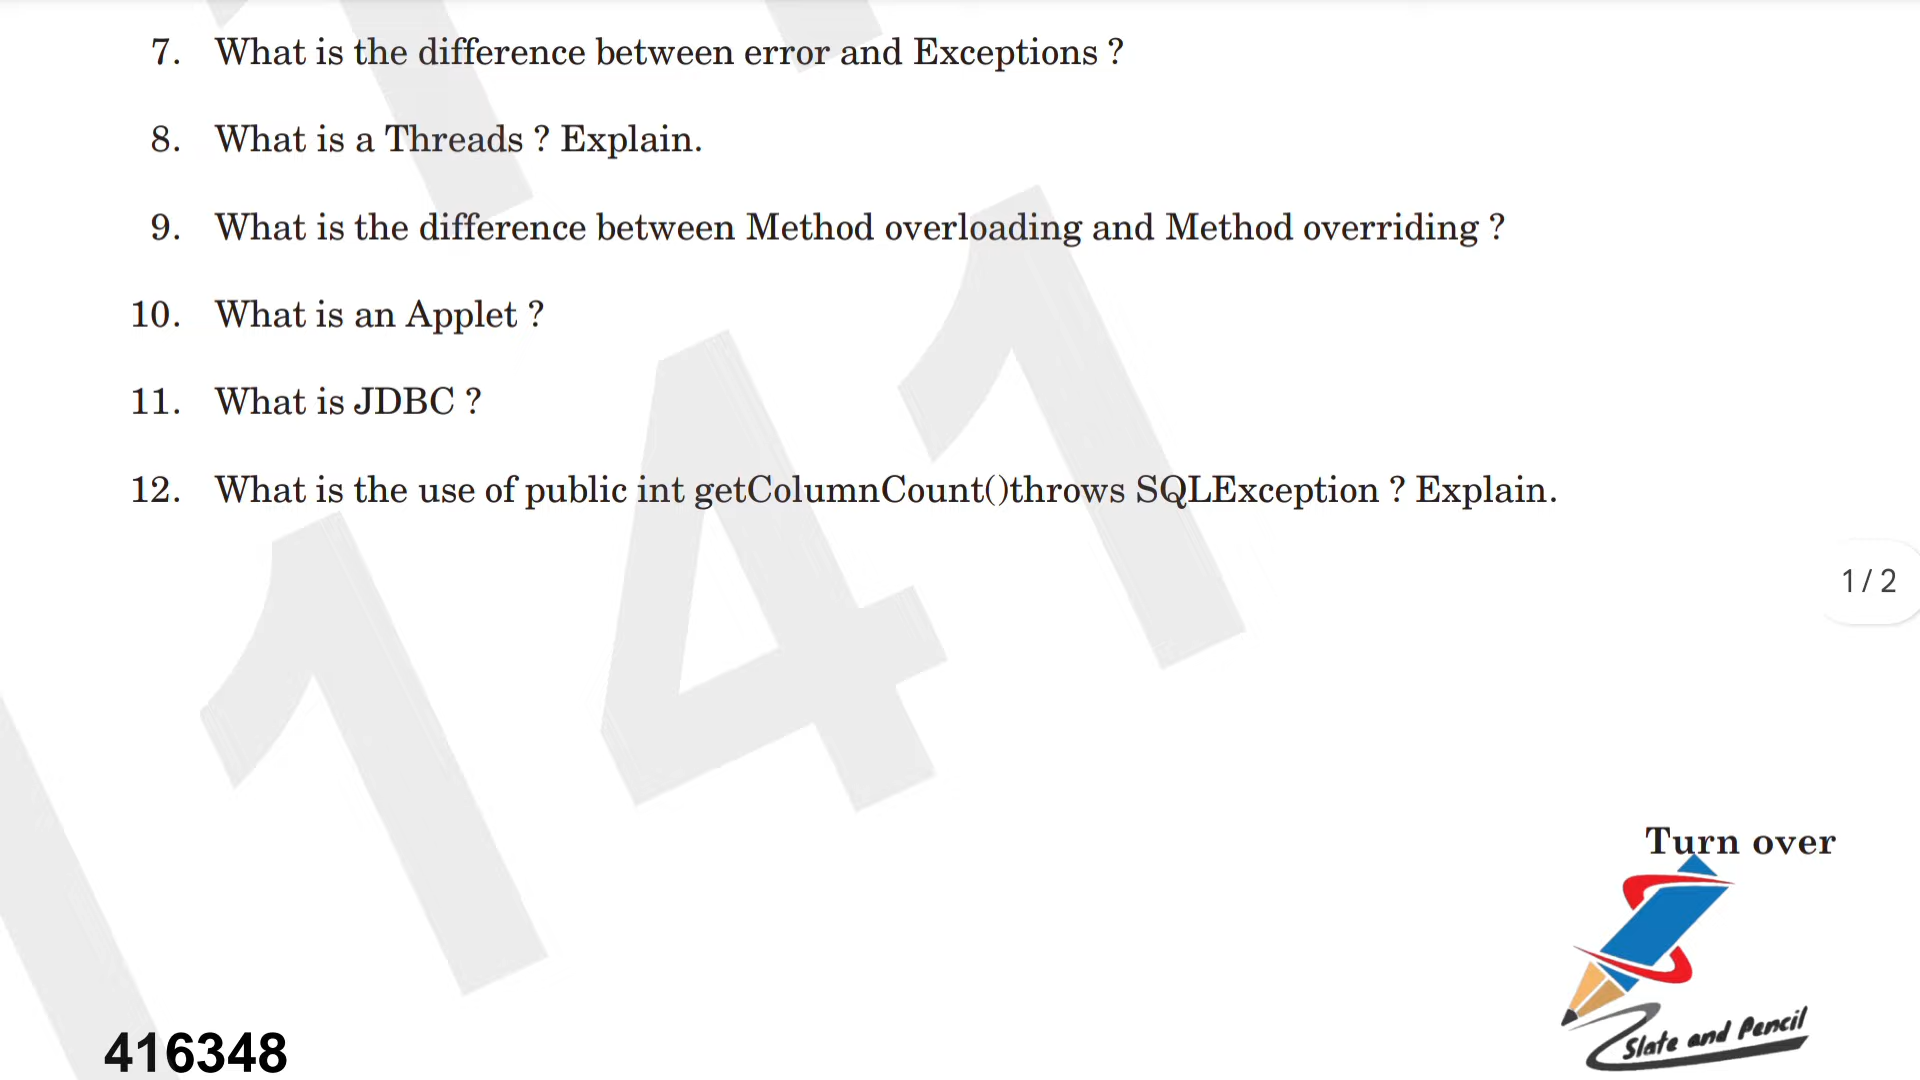 7. What is the difference between error and Exceptions ?
8. What is a Threads ? Explain.
9. What is the difference between Method overloading and Method overriding ?
10. What is an Applet ?
11. What is JDBC ?
12. What is the use of public int getColumnCount()throws SQLException ? Explain.
1 / 2
Turn over
Slate and Pencil
416348
141